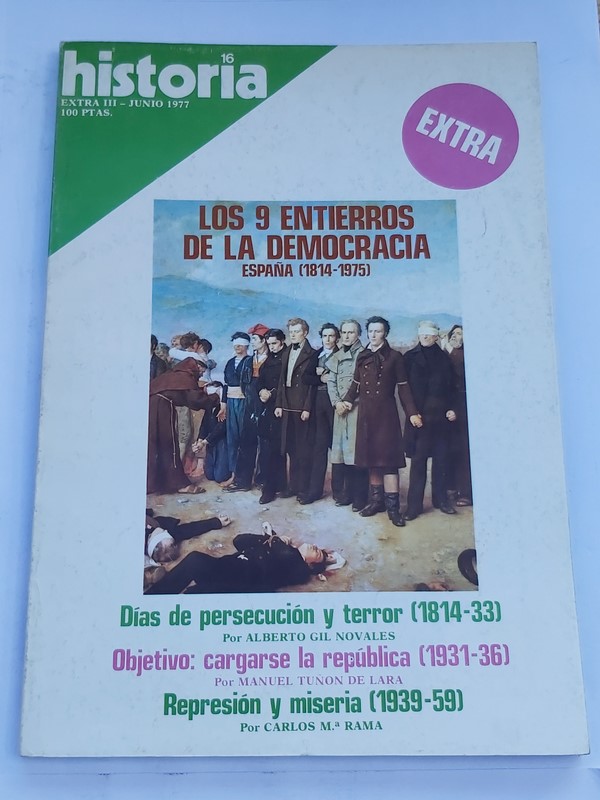 historia 16
EXTRA III – JUNIO 1977
100 PTAS.
EXTRA
LOS 9 ENTIERROS
DE LA DEMOCRACIA
ESPAÑA (1814-1975)
Días de persecución y terror (1814-33)
Por ALBERTO GIL NOVALES
Objetivo: cargarse la república (1931-36)
Por MANUEL TUÑON DE LARA
Represión y miseria (1939-59)
Por CARLOS M.ª RAMA